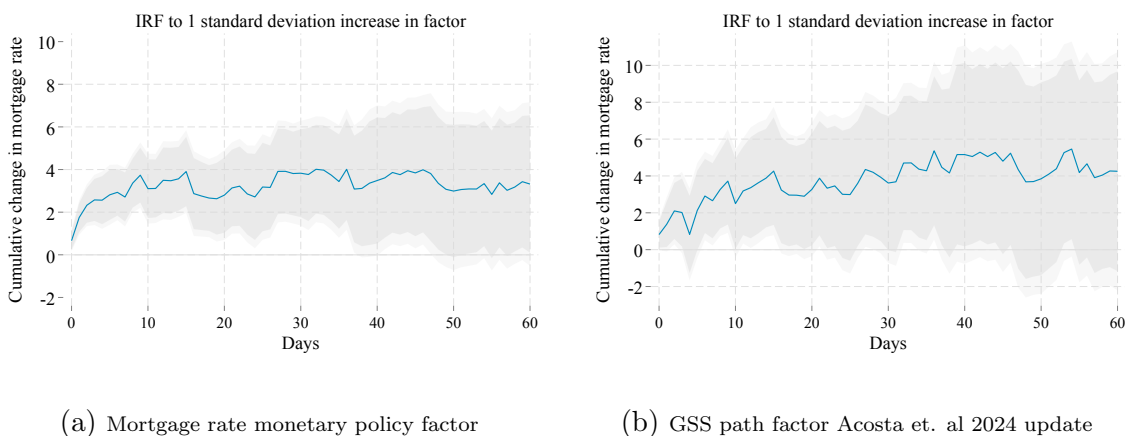 IRF to 1 standard deviation increase in factor
Cumulative change in mortgage rate
10
8
6
4
2
0
-2
0 10 20 30 40 50 60
Days
(a) Mortgage rate monetary policy factor
IRF to 1 standard deviation increase in factor
Cumulative change in mortgage rate
10
8
6
4
2
0
-2
0 10 20 30 40 50 60
Days
(b) GSS path factor Acosta et. al 2024 update